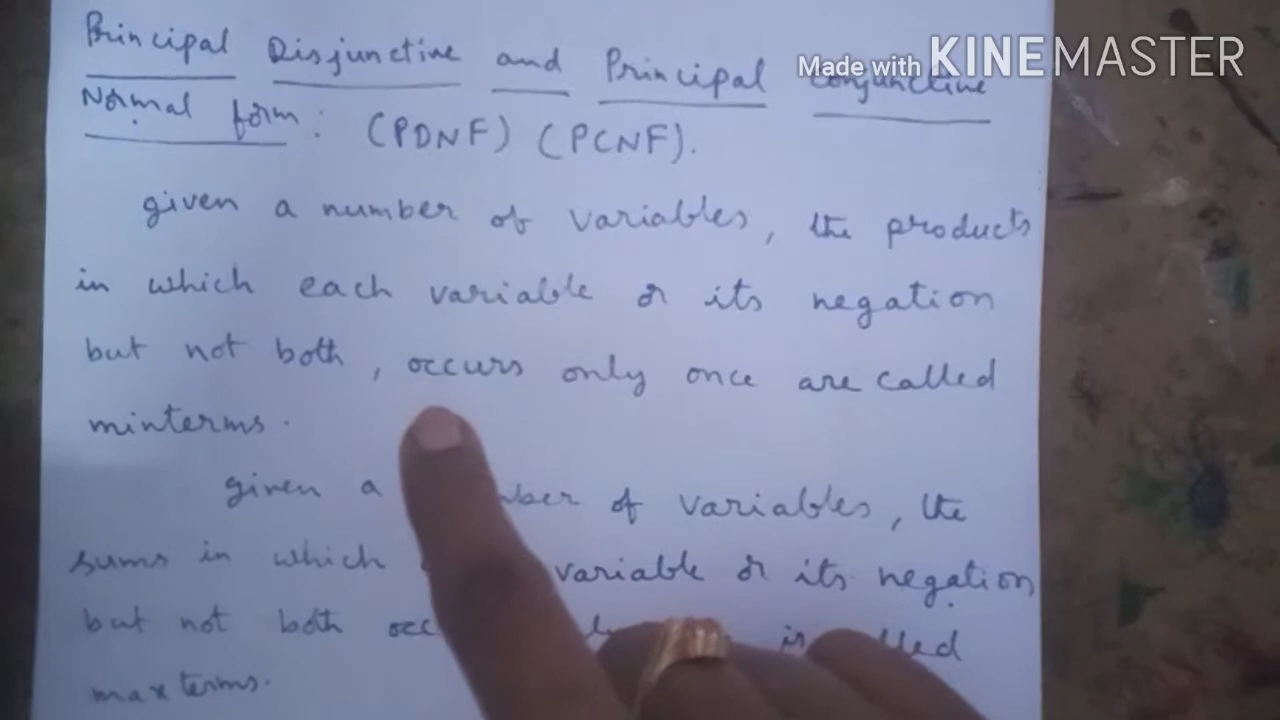 Made with KINEMASTER
Principal Disjunctive and Principal Conjunctive
Normal form: (PDNF) (PCNF).
given a number of variables, the products
in which each variable or its negation
but not both, occurs only once are called
minterms.
given a of variables, the
sums in which variable or its negation
but not both is
maxterms.